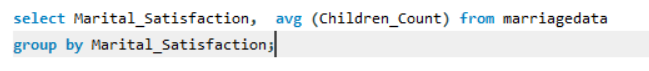 select Marital_Satisfaction, avg (Children_Count) from marriagedata
group by Marital_Satisfaction;